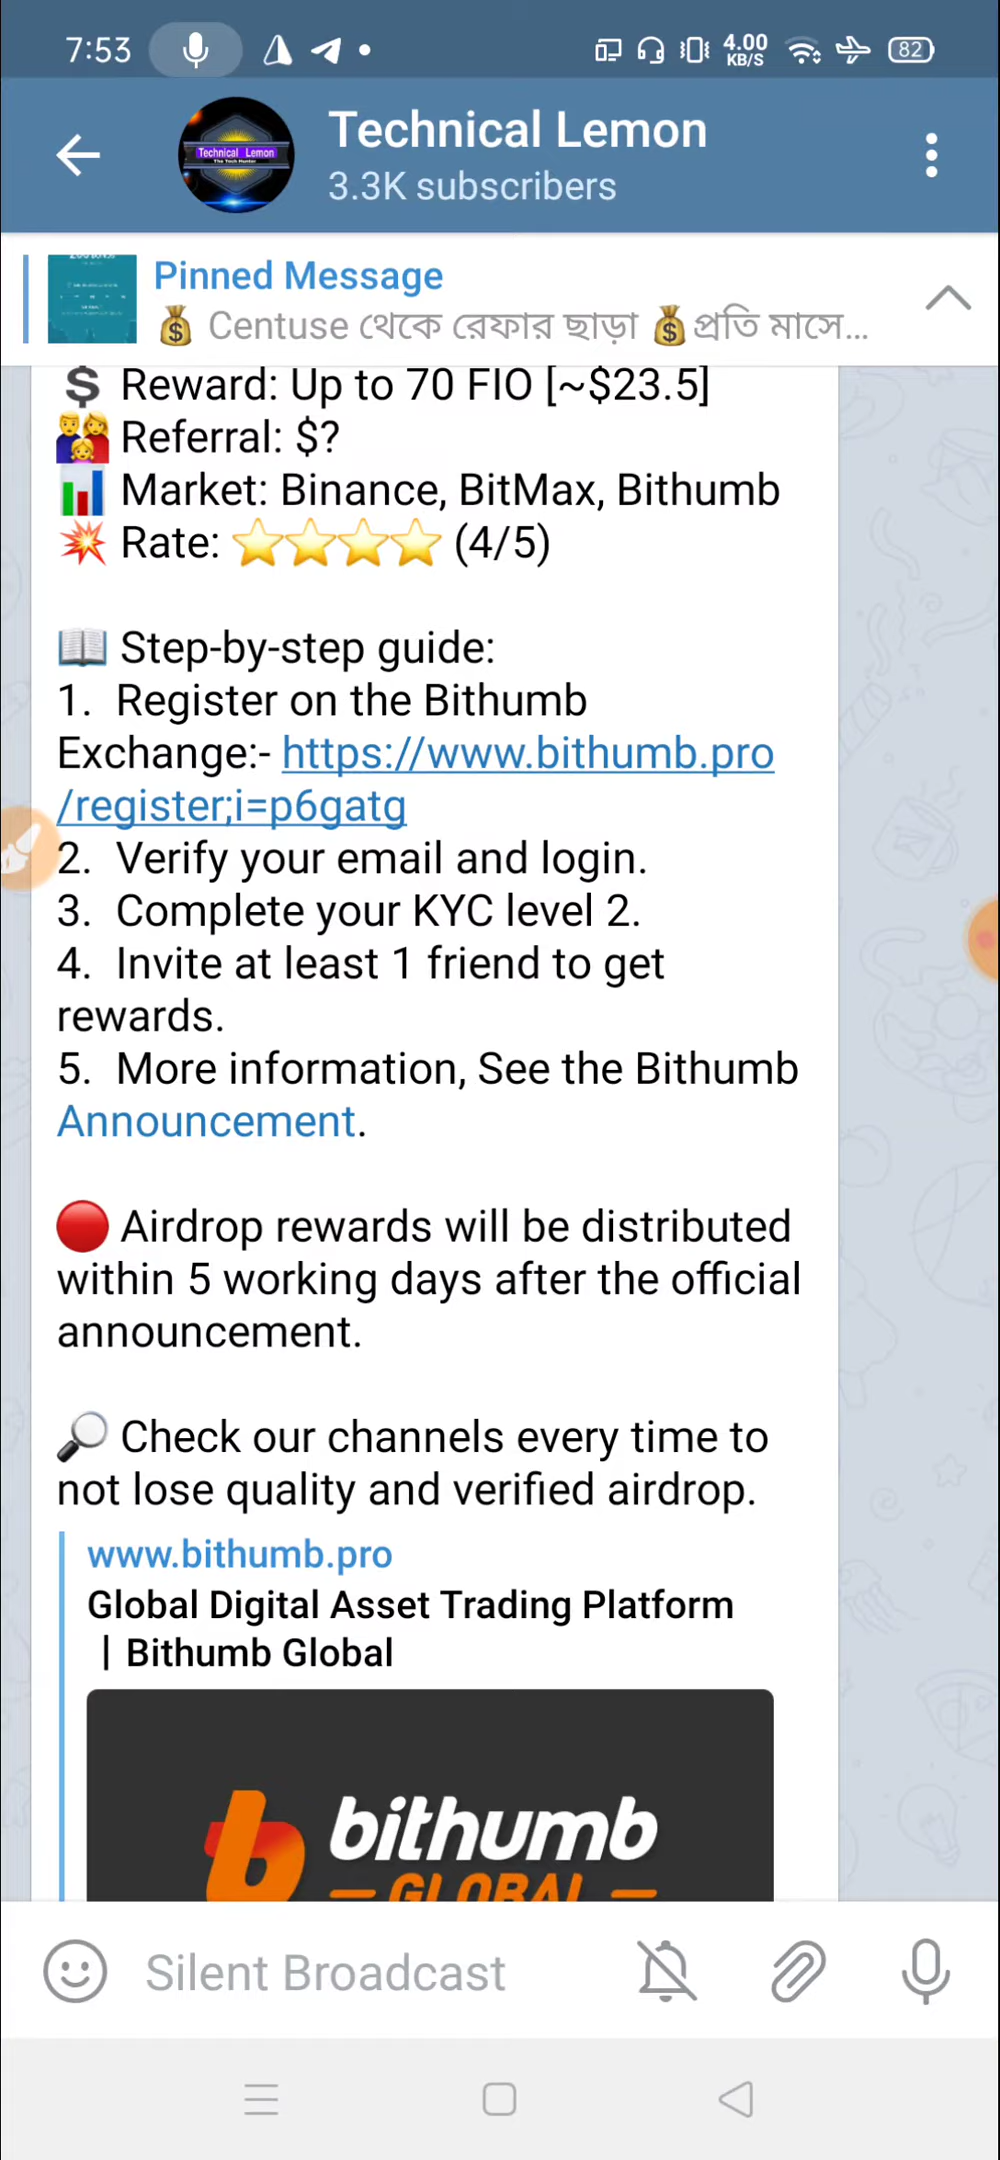 7:53
4.00
KB/S
82
Technical Lemon
Technical Lemon
3.3K subscribers
Pinned Message
💰 Centuse থেকে রেফার ছাড়া 💰প্রতি মাসে...
💲 Reward: Up to 70 FIO [~$23.5]
👨‍👩‍👧 Referral: $?
📊 Market: Binance, BitMax, Bithumb
💥 Rate: ⭐⭐⭐⭐ (4/5)
📖 Step-by-step guide:
1. Register on the Bithumb
Exchange:- https://www.bithumb.pro
/register;i=p6gatg
2. Verify your email and login.
3. Complete your KYC level 2.
4. Invite at least 1 friend to get
rewards.
5. More information, See the Bithumb
Announcement.
🔴 Airdrop rewards will be distributed
within 5 working days after the official
announcement.
🔎 Check our channels every time to
not lose quality and verified airdrop.
www.bithumb.pro
Global Digital Asset Trading Platform
| Bithumb Global
bithumb
GLOBAL
Silent Broadcast